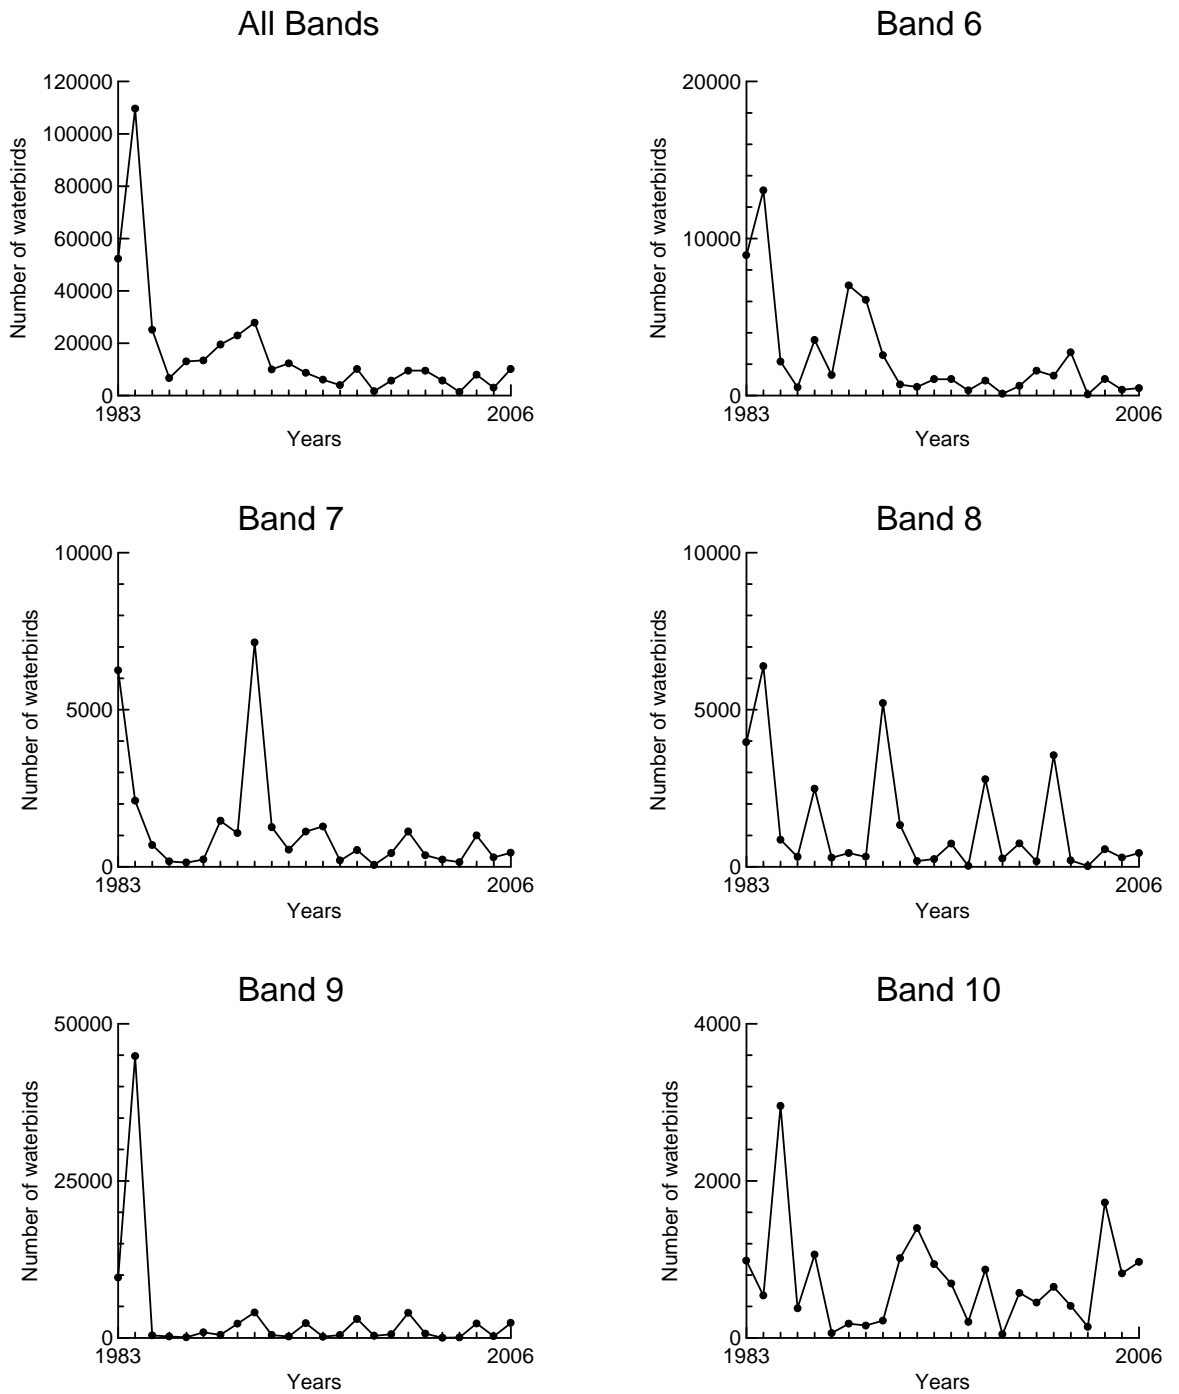 All Bands
Band 6
120000
100000
80000
60000
40000
20000
0
Number of waterbirds
1983
2006
Years
20000
10000
0
Number of waterbirds
1983
2006
Years
Band 7
Band 8
10000
5000
0
Number of waterbirds
1983
2006
Years
10000
5000
0
Number of waterbirds
1983
2006
Years
Band 9
Band 10
50000
25000
0
Number of waterbirds
1983
2006
Years
4000
2000
0
Number of waterbirds
1983
2006
Years